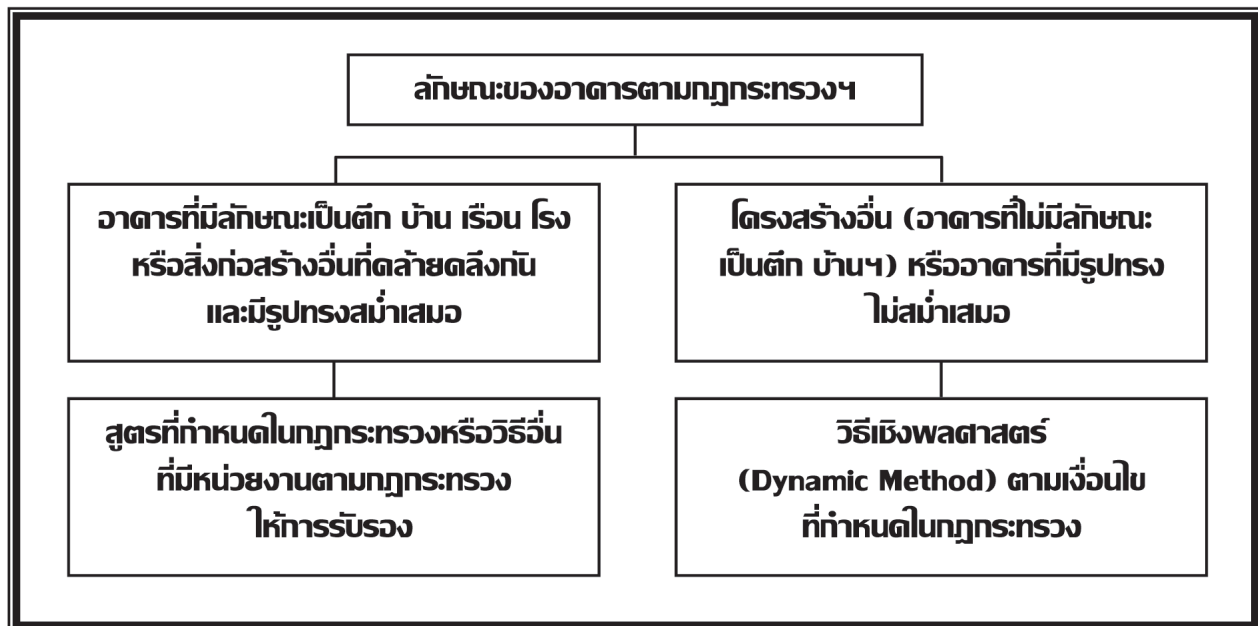 ลักษณะของอาคารตามกฎกระทรวงฯ
อาคารที่มีลักษณะเป็นตึก บ้าน เรือน โรง
หรือสิ่งก่อสร้างอื่นที่คล้ายคลึงกัน
และมีรูปทรงสม่ำเสมอ
โครงสร้างอื่น (อาคารที่ไม่มีลักษณะ
เป็นตึก บ้านฯ) หรืออาคารที่มีรูปทรง
ไม่สม่ำเสมอ
สูตรที่กำหนดในกฎกระทรวงหรือวิธีอื่น
ที่มีหน่วยงานตามกฎกระทรวง
ให้การรับรอง
วิธีเชิงพลศาสตร์
(Dynamic Method) ตามเงื่อนไข
ที่กำหนดในกฎกระทรวง